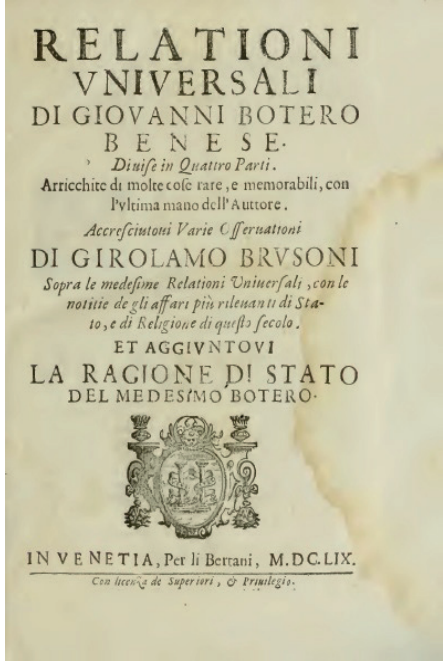 RELATIONI
VNIVERSALI
DI GIOVANNI BOTERO
BENESE.
Diuiſe in Quattro Parti.
Arricchite di molte coſe rare, e memorabili, con
l'vltima mano dell'Auttore.
Accreſciutoui Varie Oſſeruationi
DI GIROLAMO BRVSONI
Sopra le medeſime Relationi Vniuerſali, con le
notitie de gli affari più rileuanti di Sta-
to, e di Religione di queſto ſecolo.
ET AGGIVNTOVI
LA RAGIONE DI STATO
DEL MEDESIMO BOTERO.
IN VENETIA, Per li Bertani, M.DC.LIX.
Con licenza de Superiori, & Priuilegio.